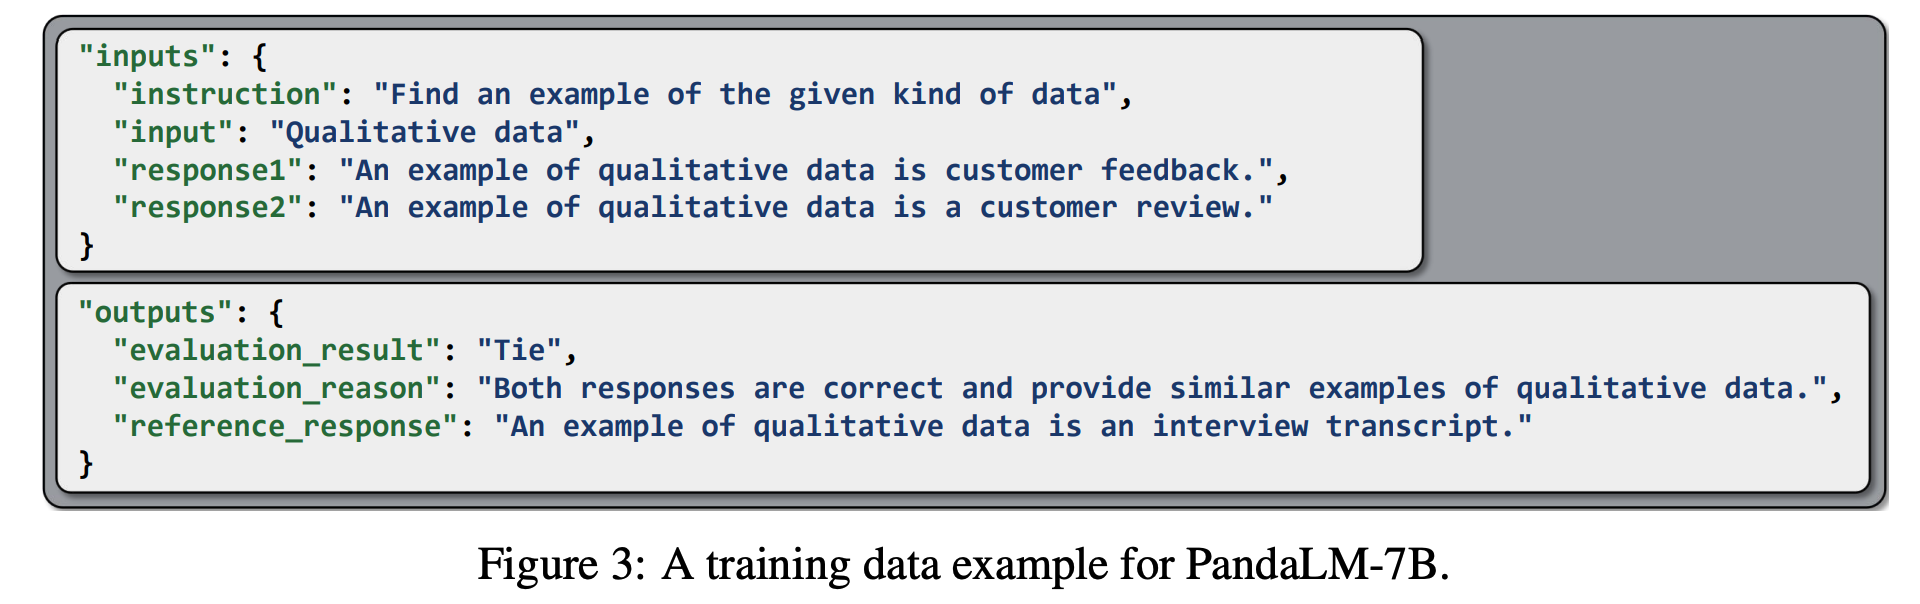 "inputs": {
"instruction": "Find an example of the given kind of data",
"input": "Qualitative data",
"response1": "An example of qualitative data is customer feedback.",
"response2": "An example of qualitative data is a customer review."
}
"outputs": {
"evaluation_result": "Tie",
"evaluation_reason": "Both responses are correct and provide similar examples of qualitative data.",
"reference_response": "An example of qualitative data is an interview transcript."
}
Figure 3: A training data example for PandaLM-7B.